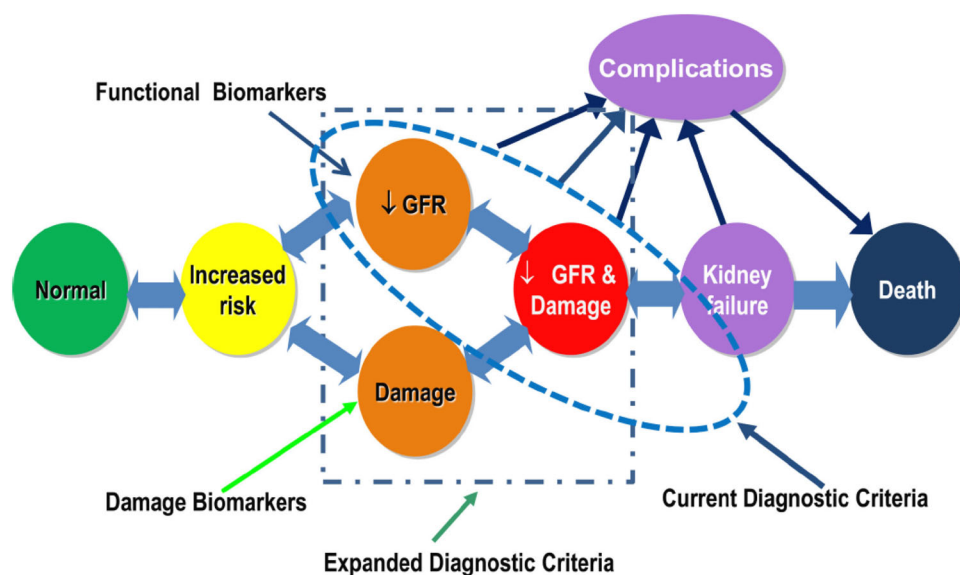 Complications
Functional Biomarkers
↓ GFR
Normal
Increased
risk
↓ GFR &
Damage
Kidney
failure
Death
Damage
Damage Biomarkers
Current Diagnostic Criteria
Expanded Diagnostic Criteria